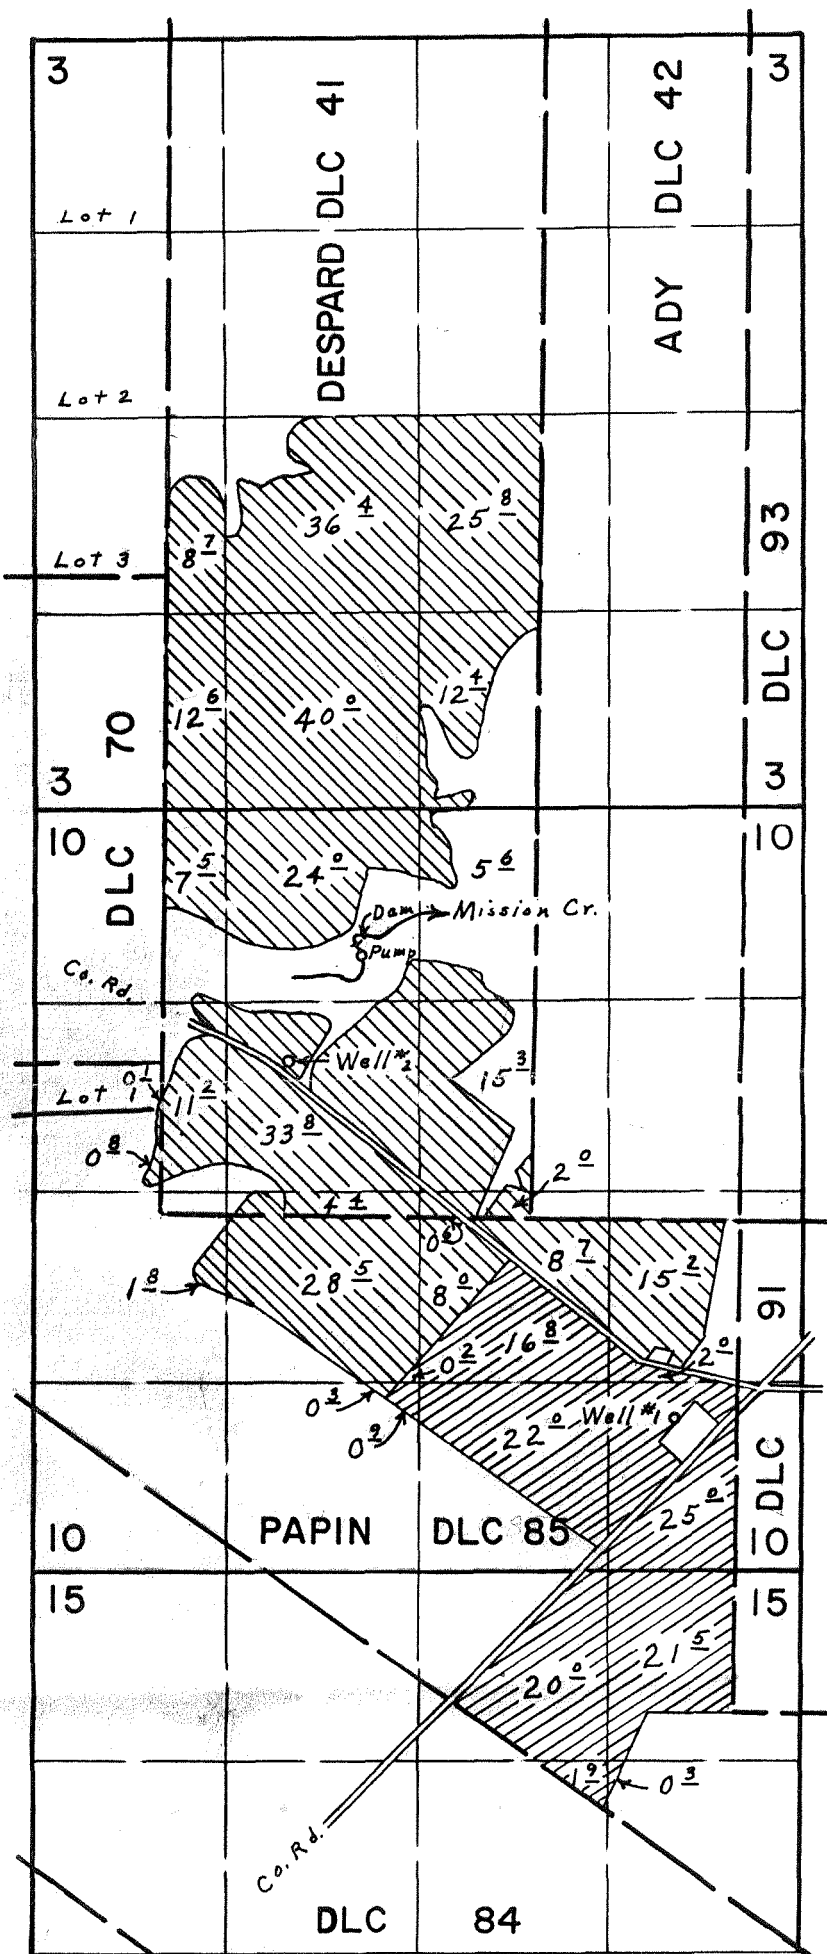 3
3
DESPARD DLC 41
ADY DLC 42
Lot 1
Lot 2
36 4
25 8
8 7
Lot 3
DLC 93
12 6
40 0
12 4
3
3
10
10
DLC 70
7 5
24 0
5 6
Dam
Mission Cr.
Pump
Co. Rd.
Well #2
15 3
0 1
Lot 1
11 2
33 8
0 8
2 0
4 4
0 6
8 7
15 2
1 8
28 5
8 0
DLC 91
0 2
16 8
2 0
0 3
0 9
22 0
Well #1
25 0
10
PAPIN DLC 85
10
15
15
20 0
21 5
1 9
0 3
Co. Rd.
DLC 84